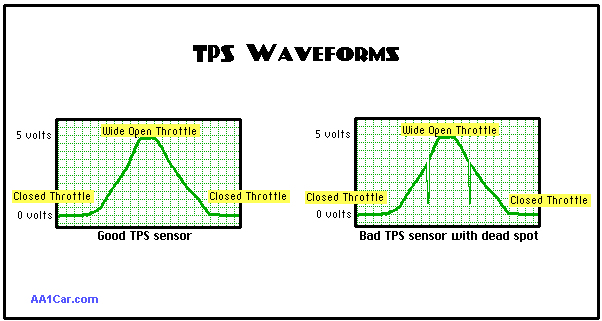 TPS Waveforms
Wide Open Throttle
5 volts
Closed Throttle
Closed Throttle
0 volts
Good TPS sensor
Wide Open Throttle
5 volts
Closed Throttle
Closed Throttle
0 volts
Bad TPS sensor with dead spot
AA1Car.com